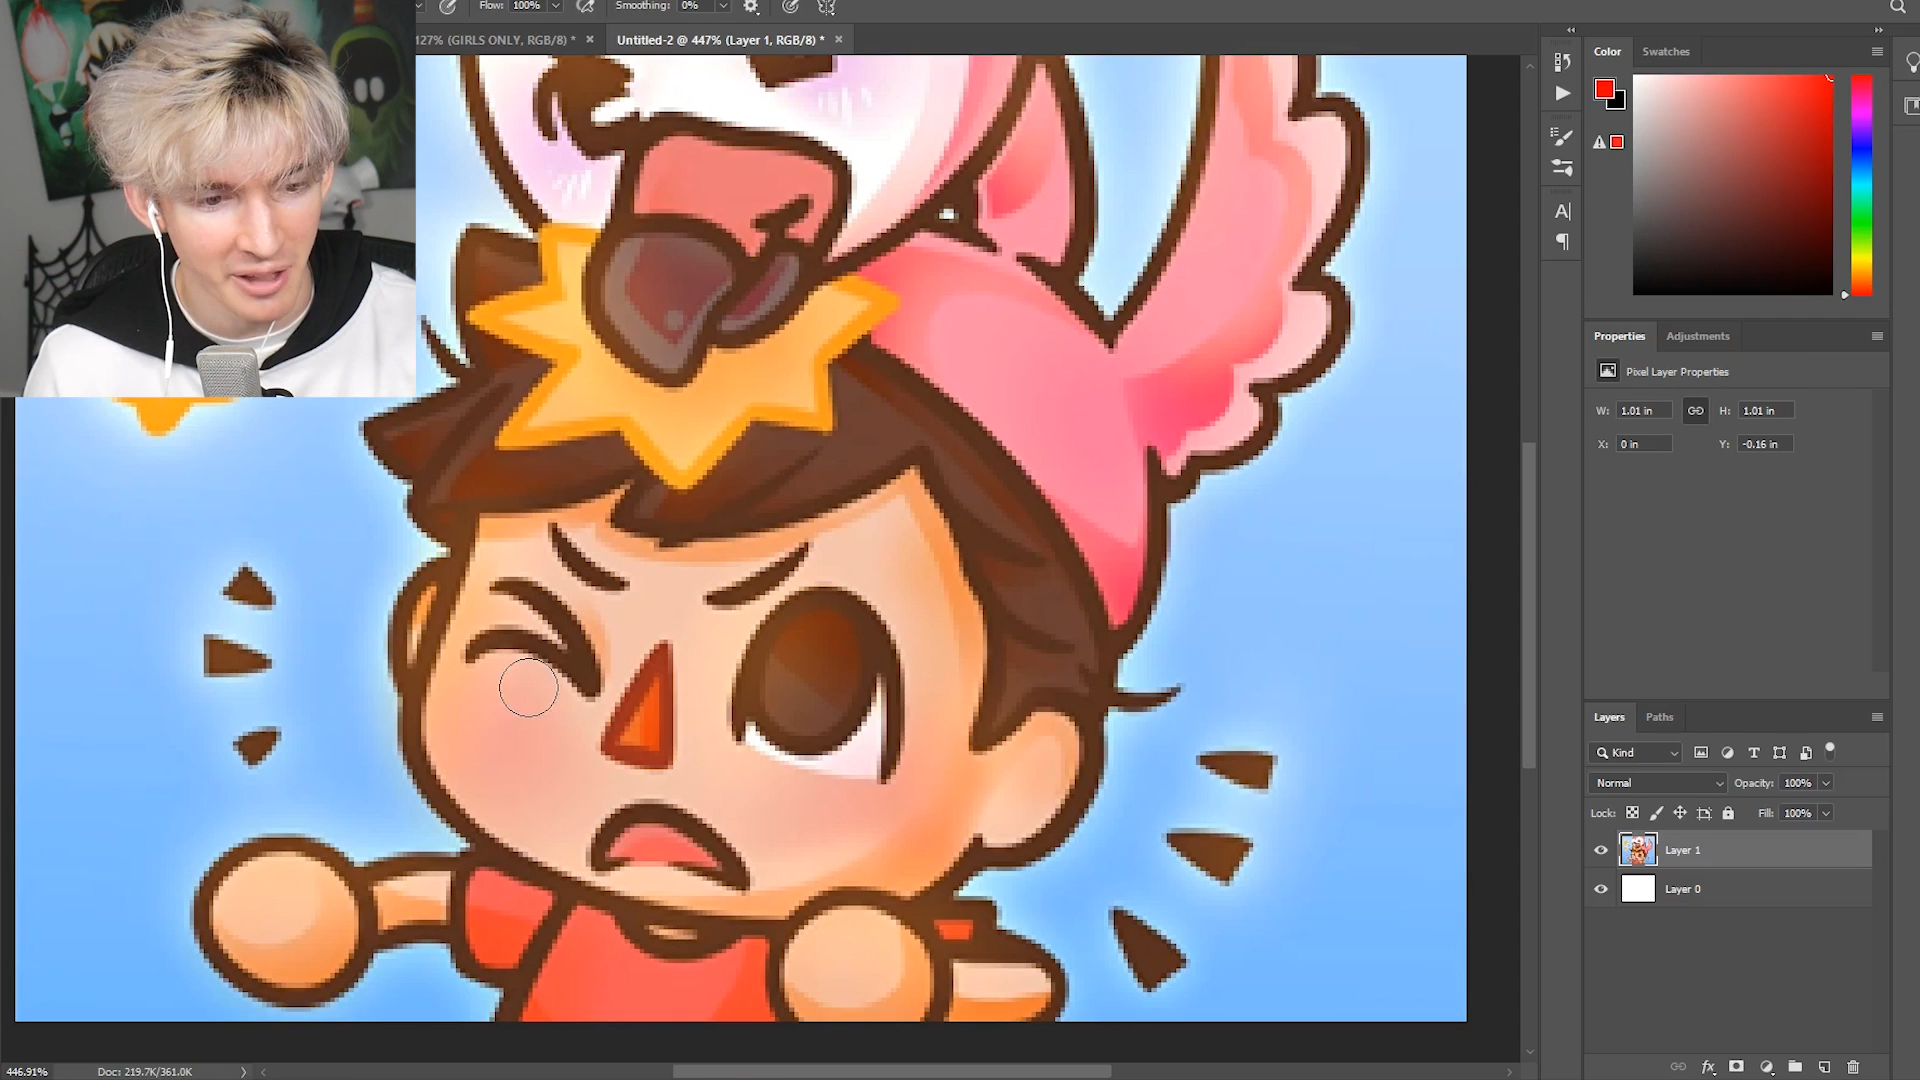 Flow: 100%
Smoothing: 0%
127% (GIRLS ONLY, RGB/8) *
Untitled-2 @ 447% (Layer 1, RGB/8) *
Color
Swatches
Properties
Adjustments
Pixel Layer Properties
W: 1.01 in
H: 1.01 in
X: 0 in
Y: -0.16 in
Layers
Paths
Kind
Normal
Opacity: 100%
Lock:
Fill: 100%
Layer 1
Layer 0
fx
446.91%
Doc: 219.7K/361.0K